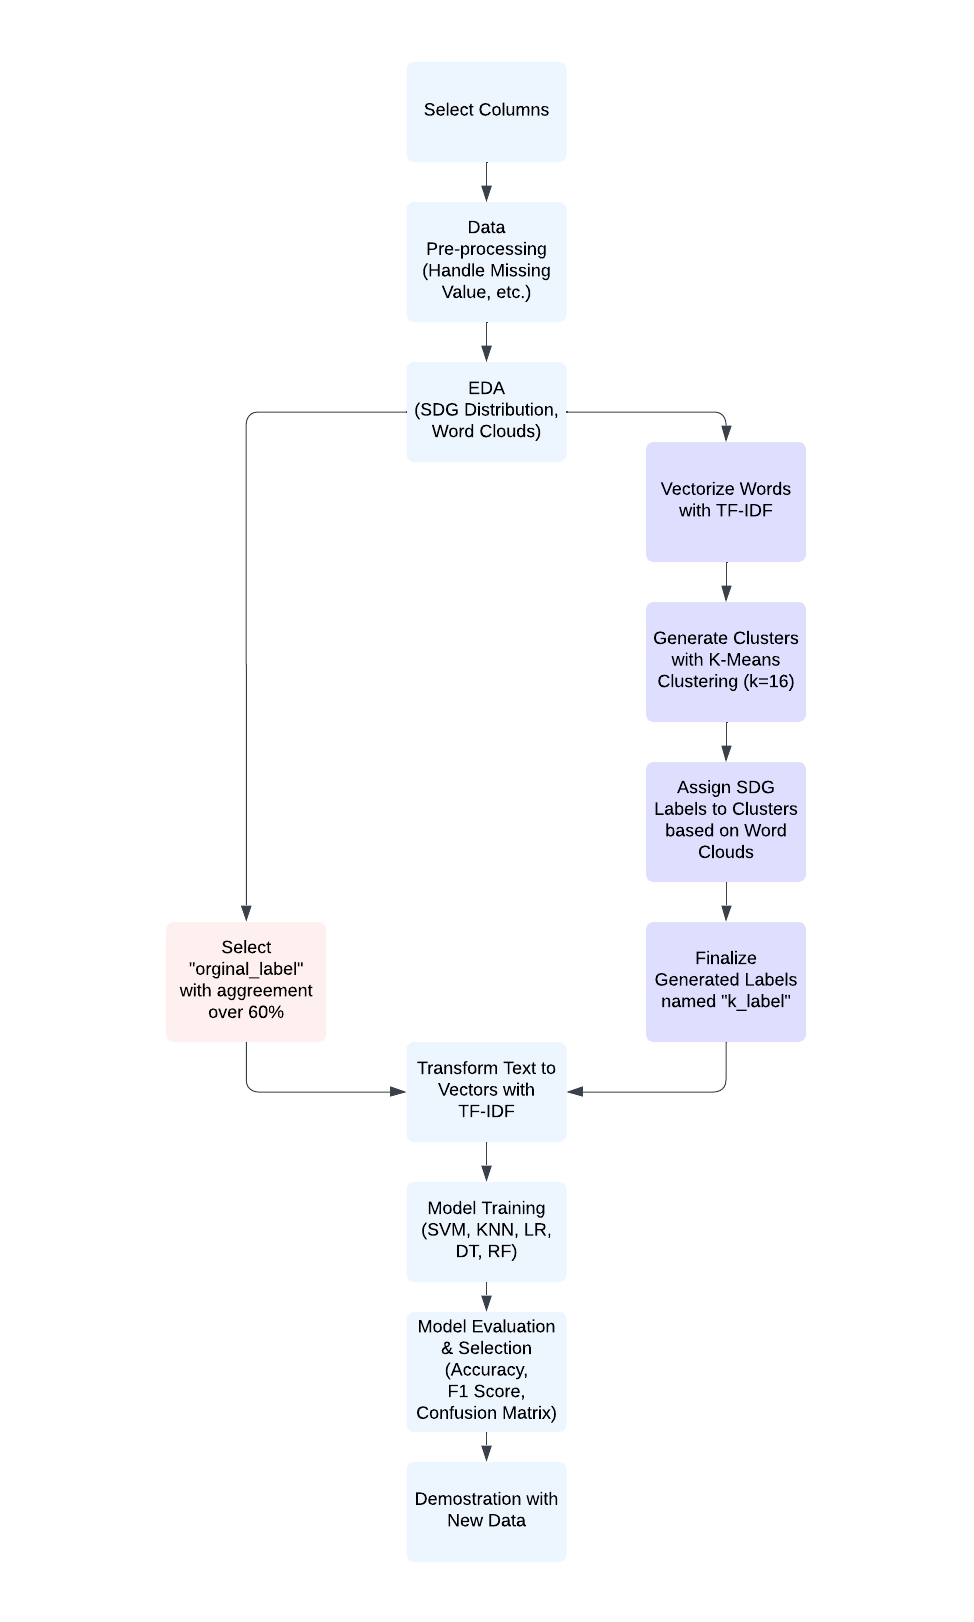 Select Columns
Data
Pre-processing
(Handle Missing
Value, etc.)
EDA
(SDG Distribution,
Word Clouds)
Vectorize Words
with TF-IDF
Generate Clusters
with K-Means
Clustering (k=16)
Assign SDG
Labels to Clusters
based on Word
Clouds
Select
"orginal_label"
with aggreement
over 60%
Finalize
Generated Labels
named "k_label"
Transform Text to
Vectors with
TF-IDF
Model Training
(SVM, KNN, LR,
DT, RF)
Model Evaluation
& Selection
(Accuracy,
F1 Score,
Confusion Matrix)
Demostration with
New Data